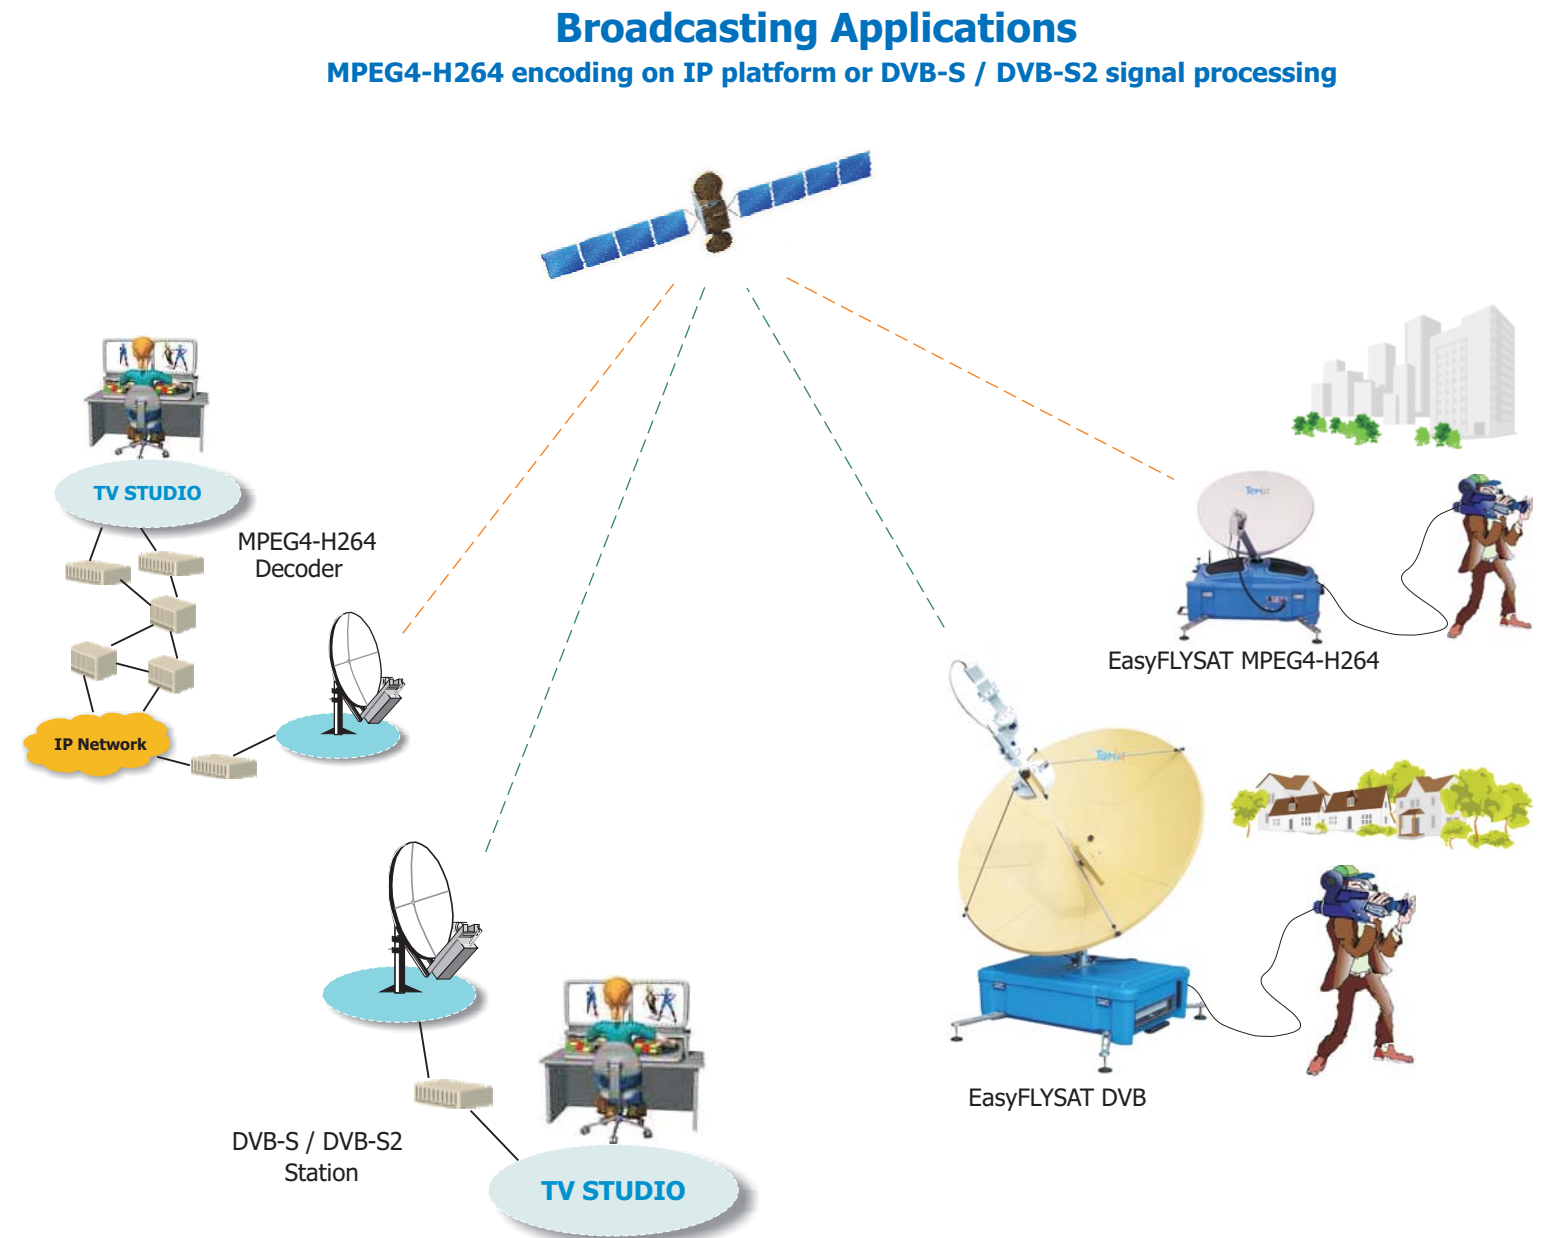 Broadcasting Applications
MPEG4-H264 encoding on IP platform or DVB-S / DVB-S2 signal processing
TV STUDIO
MPEG4-H264
Decoder
IP Network
EasyFLYSAT MPEG4-H264
EasyFLYSAT DVB
DVB-S / DVB-S2
Station
TV STUDIO